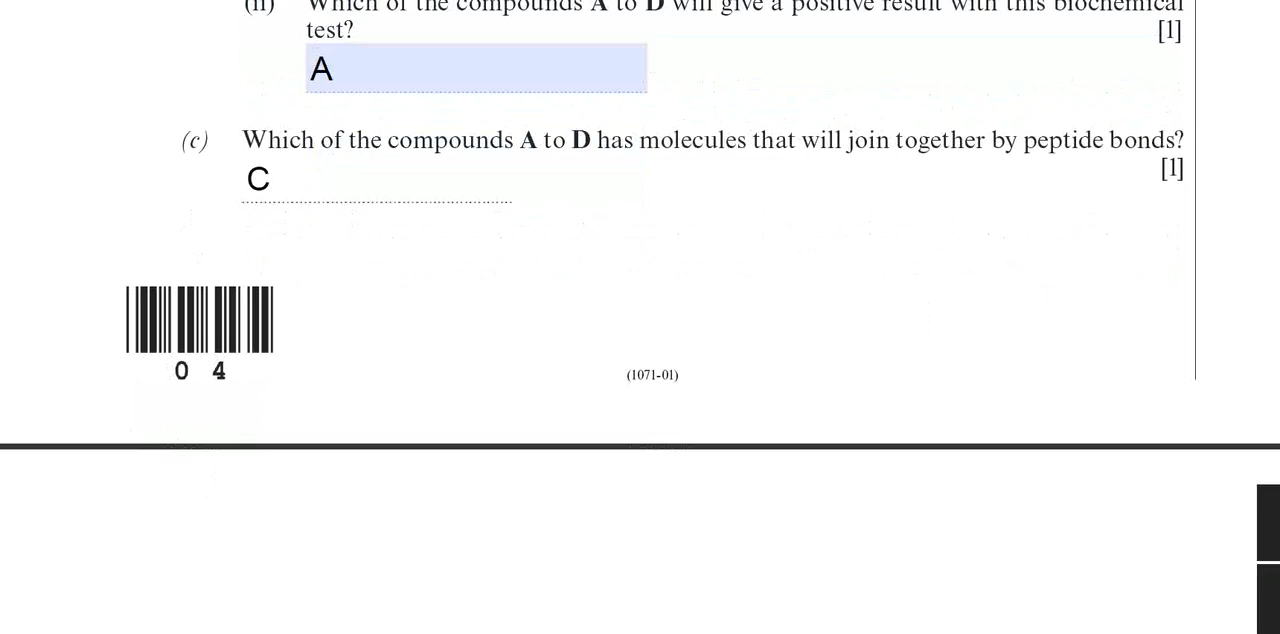 (ii) Which of the compounds A to D will give a positive result with this biochemical
test? [1]
A
(c) Which of the compounds A to D has molecules that will join together by peptide bonds?
[1]
C
0 4
(1071-01)